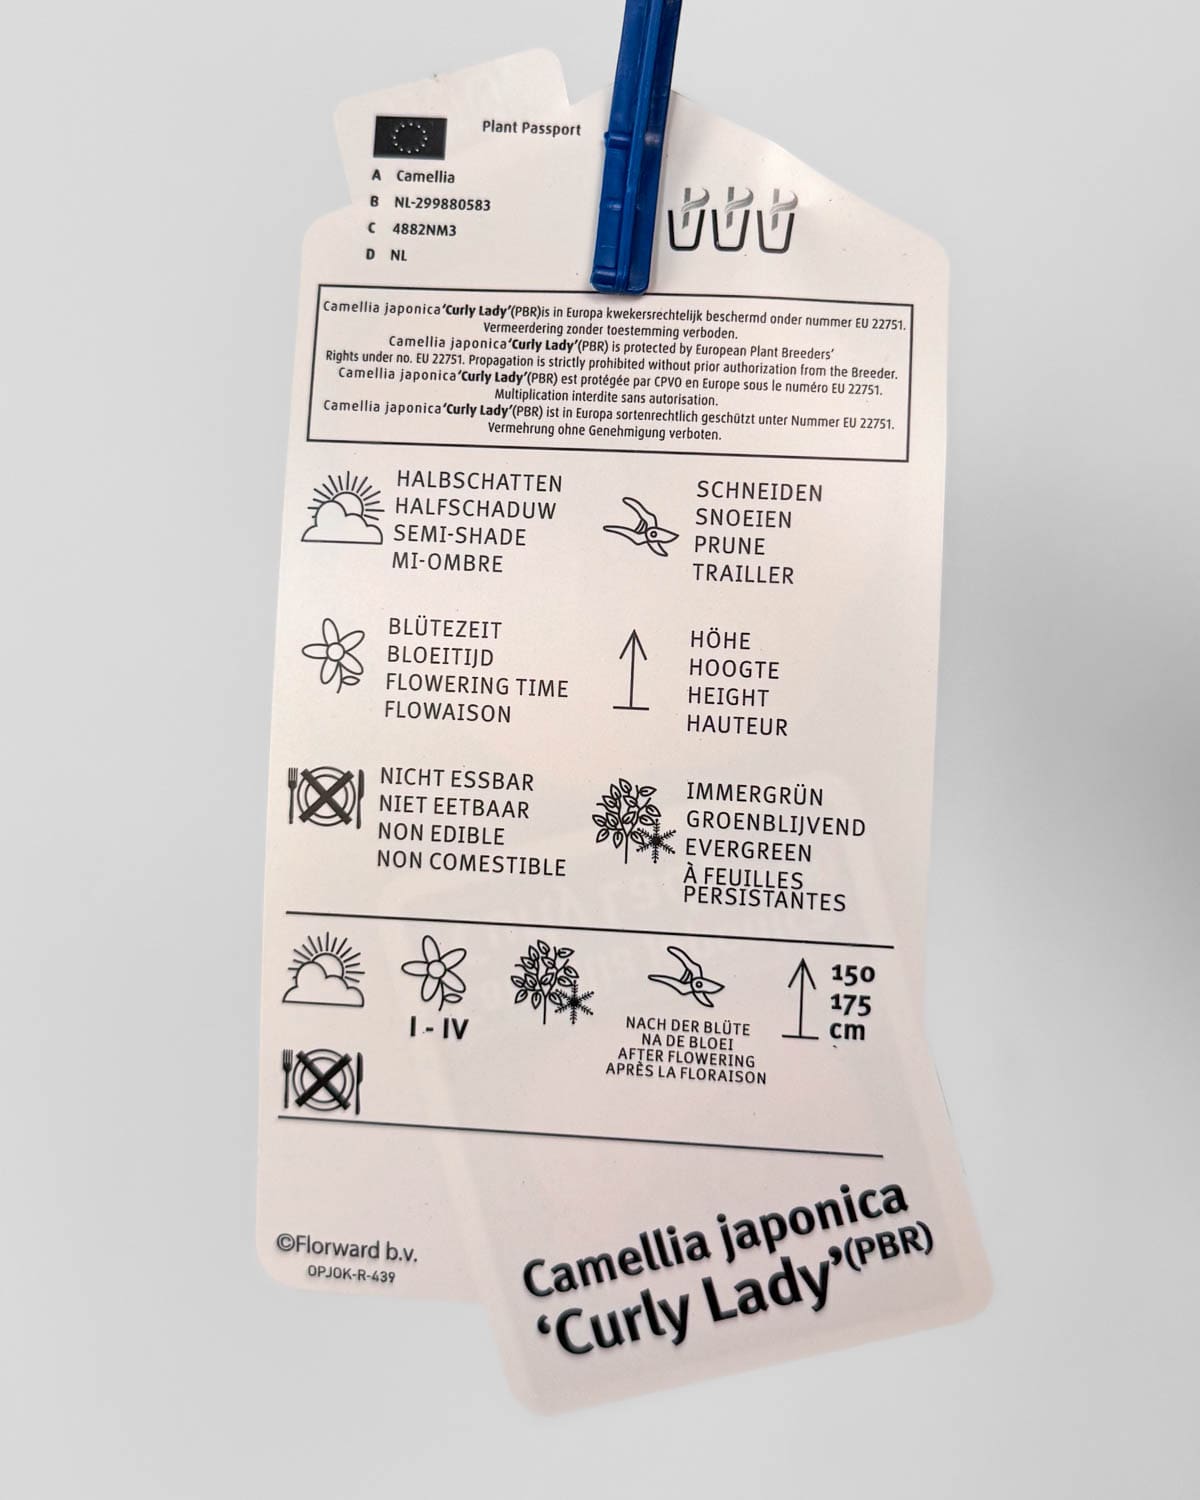 Plant Passport
A Camellia
B NL-299880583
C 4882NM3
D NL
Camellia japonica‘Curly Lady’(PBR)is in Europa kwekersrechtelijk beschermd onder nummer EU 22751.
Vermeerdering zonder toestemming verboden.
Camellia japonica‘Curly Lady’(PBR) is protected by European Plant Breeders’
Rights under no. EU 22751. Propagation is strictly prohibited without prior authorization from the Breeder.
Camellia japonica‘Curly Lady’(PBR) est protégée par CPVO en Europe sous le numéro EU 22751.
Multiplication interdite sans autorisation.
Camellia japonica‘Curly Lady’(PBR) ist in Europa sortenrechtlich geschützt unter Nummer EU 22751.
Vermehrung ohne Genehmigung verboten.
HALBSCHATTEN
HALFSCHADUW
SEMI-SHADE
MI-OMBRE
SCHNEIDEN
SNOEIEN
PRUNE
TRAILLER
BLÜTEZEIT
BLOEITIJD
FLOWERING TIME
FLOWAISON
HÖHE
HOOGTE
HEIGHT
HAUTEUR
NICHT ESSBAR
NIET EETBAAR
NON EDIBLE
NON COMESTIBLE
IMMERGRÜN
GROENBLIJVEND
EVERGREEN
À FEUILLES
PERSISTANTES
I - IV
NACH DER BLÜTE
NA DE BLOEI
AFTER FLOWERING
APRÈS LA FLORAISON
150
175
cm
©Florward b.v.
OPJOK-R-439
Camellia japonica
‘Curly Lady’(PBR)